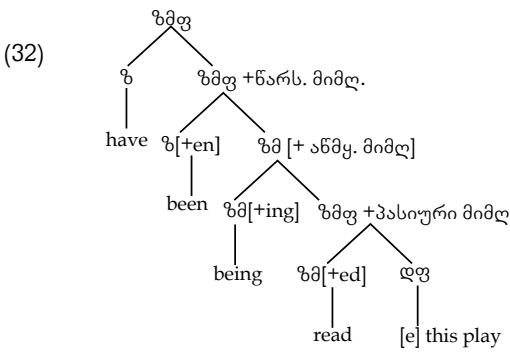 ზმფ
(32)
ზ ზმფ +წარს. მიმღ.
have ზ[+en] ზმ [+ აწმყ. მიმღ]
been ზმ[+ing] ზმფ +პასიური მიმღ
being ზმ[+ed] დფ
read [e] this play